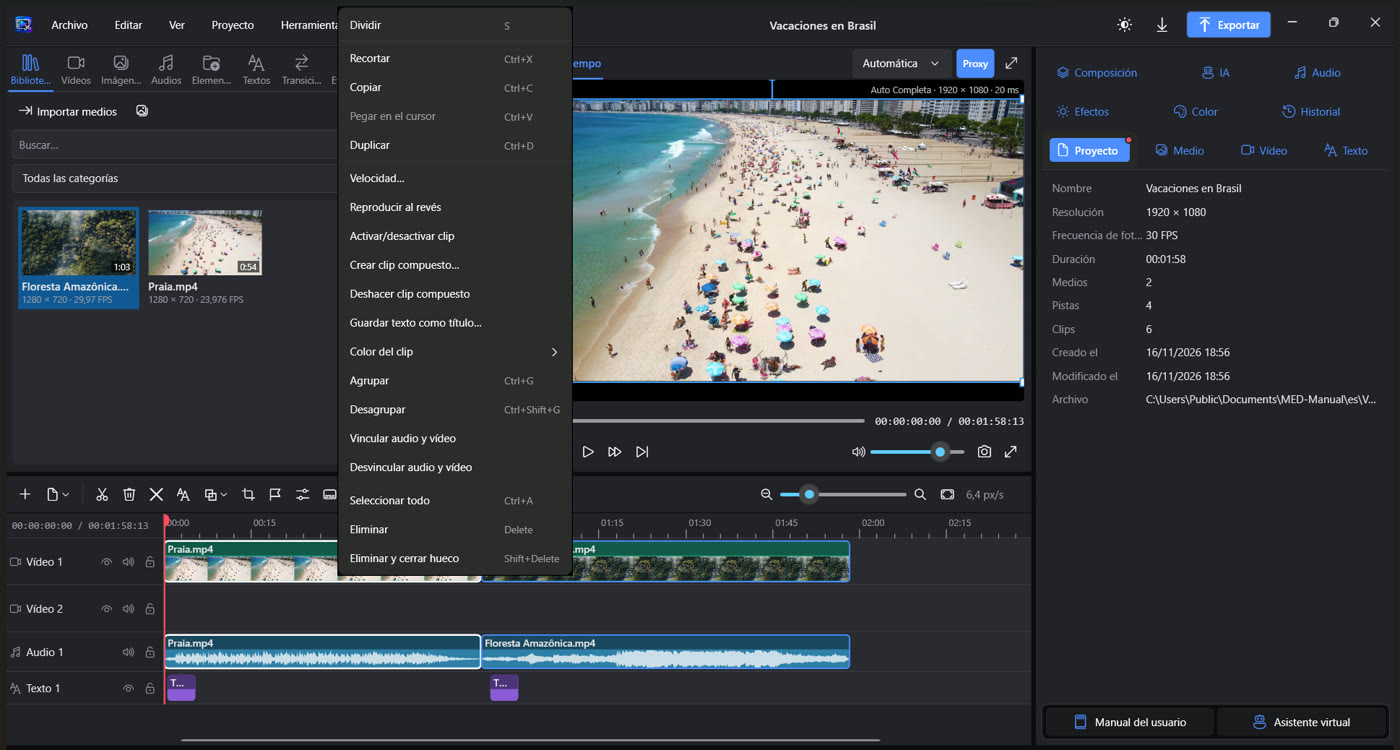 Archivo
Editar
Ver
Proyecto
Vacaciones en Brasil
Exportar
Bibliote...
Vídeos
Imágen...
Audios
Elemen...
Textos
Transici...
Importar medios
Buscar...
Todas las categorías
1:03
Floresta Amazônica....
1280 × 720 · 29,97 FPS
0:54
Praia.mp4
1280 × 720 · 23,976 FPS
Dividir S
Recortar Ctrl+X
Copiar Ctrl+C
Pegar en el cursor Ctrl+V
Duplicar Ctrl+D
Velocidad...
Reproducir al revés
Activar/desactivar clip
Crear clip compuesto...
Deshacer clip compuesto
Guardar texto como título...
Color del clip
Agrupar Ctrl+G
Desagrupar Ctrl+Shift+G
Vincular audio y vídeo
Desvincular audio y vídeo
Seleccionar todo Ctrl+A
Eliminar Delete
Eliminar y cerrar hueco Shift+Delete
Automática
Proxy
Auto Completa · 1920 × 1080 · 20 ms
00:00:00:00 / 00:01:58:13
Composición
IA
Audio
Efectos
Color
Historial
Proyecto
Medio
Vídeo
Texto
Nombre Vacaciones en Brasil
Resolución 1920 × 1080
Frecuencia de fot... 30 FPS
Duración 00:01:58
Medios 2
Pistas 4
Clips 6
Creado el 16/11/2026 18:56
Modificado el 16/11/2026 18:56
Archivo C:\Users\Public\Documents\MED-Manual\es\V...
6,4 px/s
00:00:00:00 / 00:01:58:13
00:00 00:15 01:15 01:30 01:45 02:00 02:15
Vídeo 1
Praia.mp4
Vídeo 2
Audio 1
Praia.mp4
Floresta Amazônica.mp4
Texto 1
T...
T...
Manual del usuario
Asistente virtual